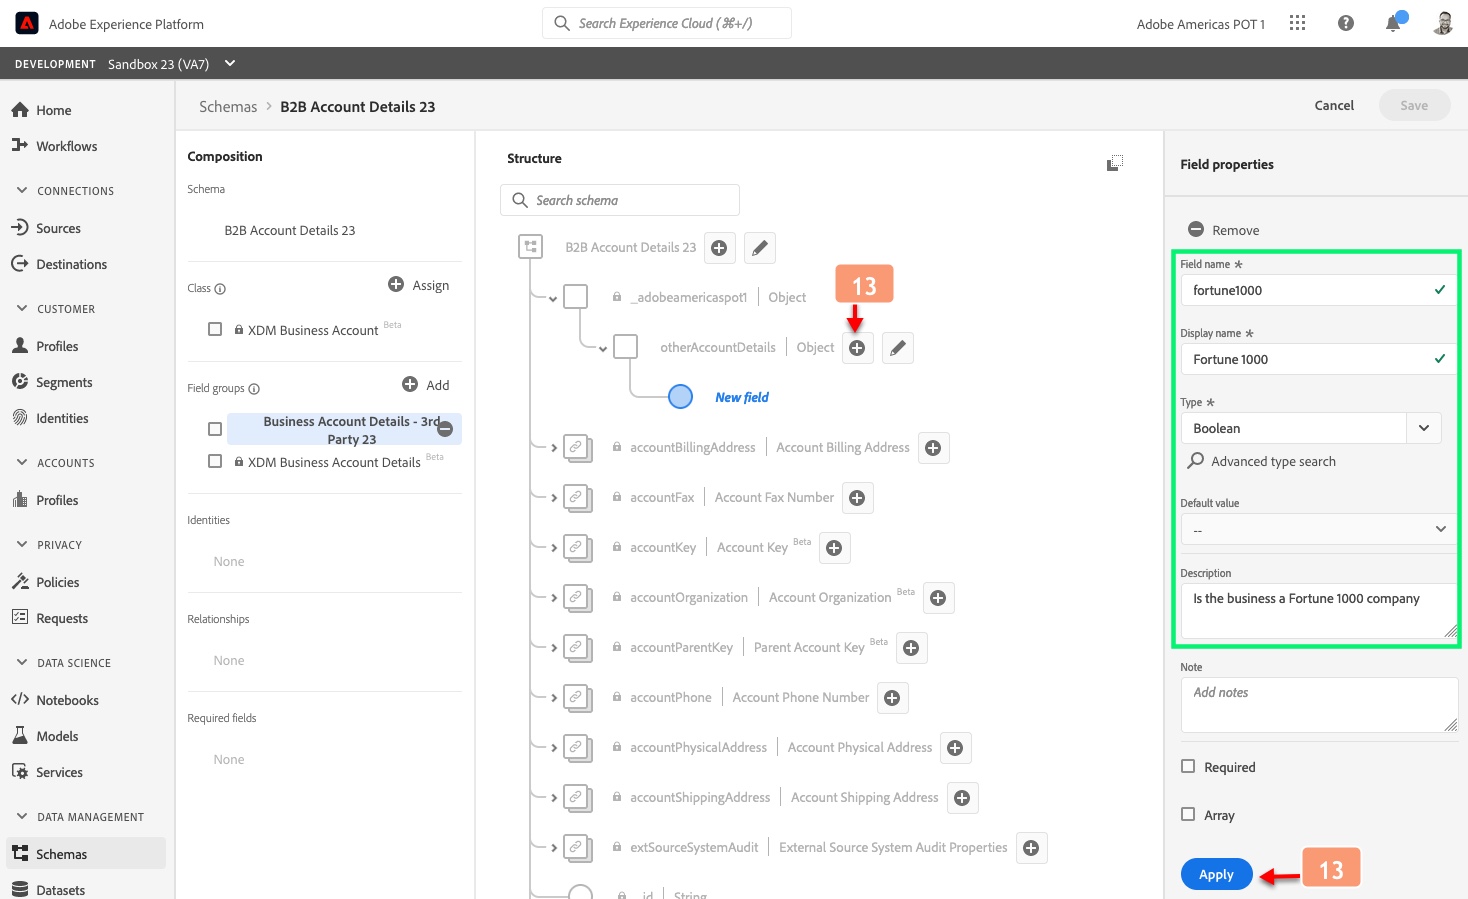 Adobe Experience Platform
Search Experience Cloud (⌘+/)
Adobe Americas POT 1
DEVELOPMENT Sandbox 23 (VA7)
Home
Workflows
CONNECTIONS
Sources
Destinations
CUSTOMER
Profiles
Segments
Identities
ACCOUNTS
Profiles
PRIVACY
Policies
Requests
DATA SCIENCE
Notebooks
Models
Services
DATA MANAGEMENT
Schemas
Datasets
Schemas > B2B Account Details 23
Cancel
Save
Composition
Schema
B2B Account Details 23
Class
Assign
XDM Business Account Beta
Field groups
Add
Business Account Details - 3rd
Party 23
XDM Business Account Details Beta
Identities
None
Relationships
None
Required fields
None
Structure
Search schema
B2B Account Details 23
_adobeamericaspot1 | Object
13
otherAccountDetails | Object
New field
accountBillingAddress | Account Billing Address
accountFax | Account Fax Number
accountKey | Account Key Beta
accountOrganization | Account Organization Beta
accountParentKey | Parent Account Key Beta
accountPhone | Account Phone Number
accountPhysicalAddress | Account Physical Address
accountShippingAddress | Account Shipping Address
extSourceSystemAudit | External Source System Audit Properties
_id | String
Field properties
Remove
Field name *
fortune1000
Display name *
Fortune 1000
Type *
Boolean
Advanced type search
Default value
--
Description
Is the business a Fortune 1000 company
Note
Add notes
Required
Array
Apply
13